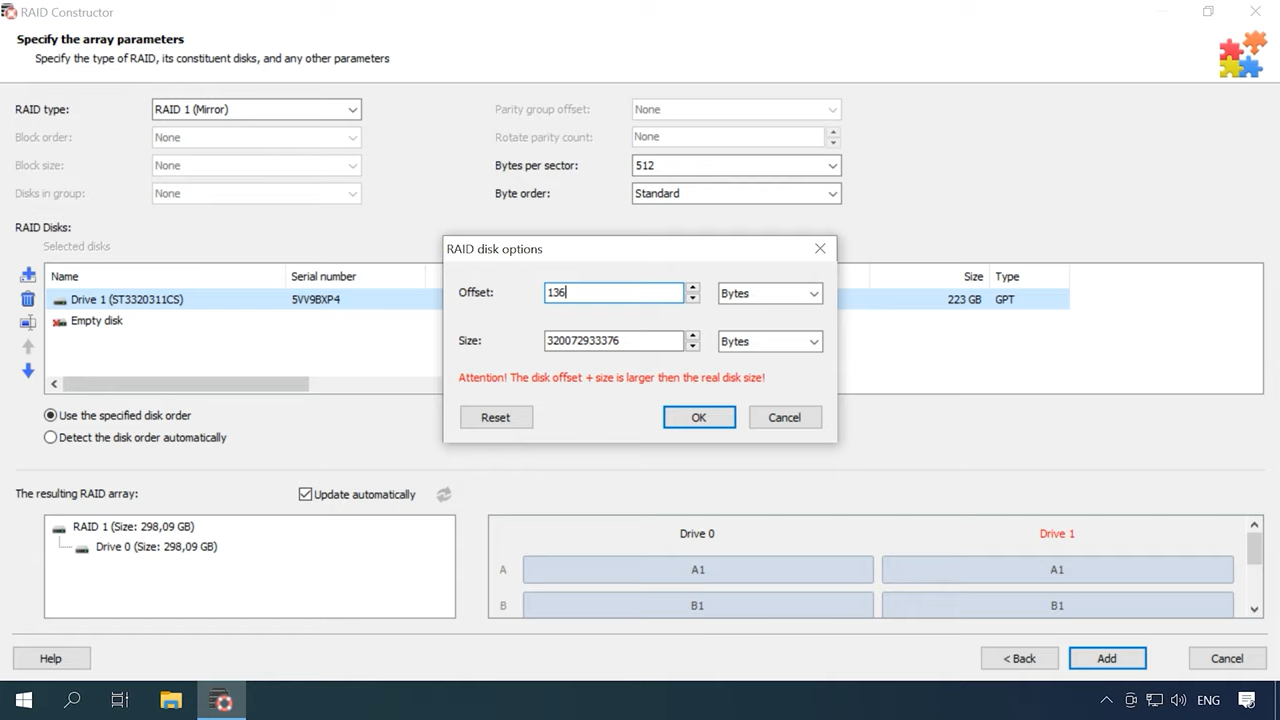 RAID Constructor
Specify the array parameters
Specify the type of RAID, its constituent disks, and any other parameters
RAID type:
RAID 1 (Mirror)
Parity group offset:
None
Block order:
None
Rotate parity count:
None
Block size:
None
Bytes per sector:
512
Disks in group:
None
Byte order:
Standard
RAID Disks:
Selected disks
Name
Serial number
Size
Type
Drive 1 (ST3320311CS)
5VV9BXP4
223 GB
GPT
Empty disk
RAID disk options
Offset:
136
Bytes
Size:
320072933376
Bytes
Attention! The disk offset + size is larger then the real disk size!
Reset
OK
Cancel
Use the specified disk order
Detect the disk order automatically
The resulting RAID array:
Update automatically
RAID 1 (Size: 298,09 GB)
Drive 0 (Size: 298,09 GB)
Drive 0
Drive 1
A
A1
A1
B
B1
B1
Help
< Back
Add
Cancel
ENG